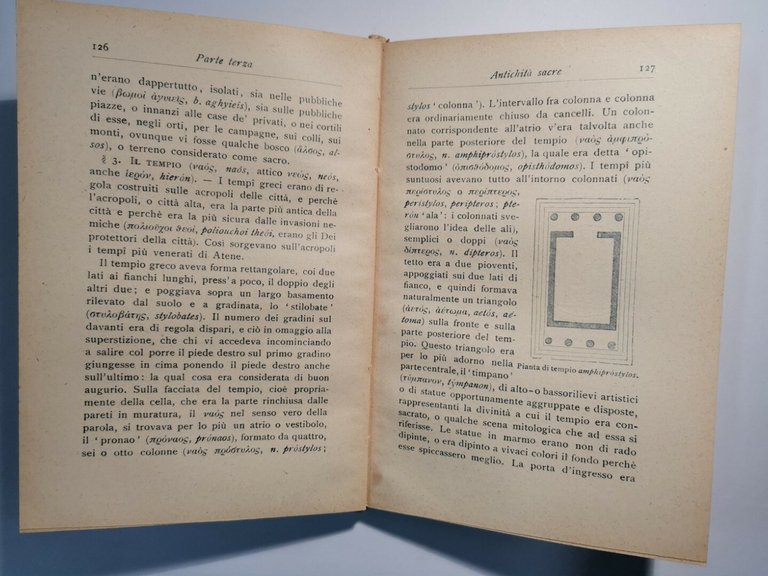 126
Parte terza
n'erano dappertutto, isolati, sia nelle pubbliche
vie (βωμοὶ ἀγυιεῖς, b. aghyieis), sia sulle pubbliche
piazze, o innanzi alle case de' privati, o nei cortili
di esse, negli orti, per le campagne, su colli, sui
monti, ovunque vi fosse qualche bosco (ἄλσος, al-
sos), o terreno considerato come sacro.
§ 3. IL TEMPIO (ναός, naós, attico νεώς, neós,
anche ἱερόν, hierón). — I tempi greci erano di re-
gola costruiti sulle acropoli delle città, e perchè
l'acropoli, o città alta, era la parte più antica della
città e perchè era la più sicura dalle invasioni ne-
miche (πολιοῦχοι θεοί, poliouchoi theói, erano gli Dei
protettori della città). Così sorgevano sull'acropoli
i tempi più venerati di Atene.
Il tempio greco aveva forma rettangolare, coi due
lati ai fianchi lunghi, press'a poco, il doppio degli
altri due; e poggiava sopra un largo basamento
rilevato dal suolo e a gradinata, lo 'stilobate'
(στυλοβάτης, stylobates). Il numero dei gradini sul
davanti era di regola dispari, e ciò in omaggio alla
superstizione, che chi vi accedeva incominciando
a salire col porre il piede destro sul primo gradino
giungesse in cima ponendo il piede destro anche
sull'ultimo: la qual cosa era considerata di buon
augurio. Sulla facciata del tempio, cioè propria-
mente della cella, che era la parte rinchiusa dalle
pareti in muratura, il ναός nel senso vero della
parola, si trovava per lo più un atrio o vestibolo,
il 'pronao' (πρόναος, prónaos), formato da quattro,
sei o otto colonne (ναὸς πρόστυλος, n. próstylos;
Antichità sacre
127
stylos 'colonna'). L'intervallo fra colonna e colonna
era ordinariamente chiuso da cancelli. Un colon-
nato corrispondente all'atrio v'era talvolta anche
nella parte posteriore del tempio (ναὸς ἀμφιπρό-
στυλος, n. amphipróstylos), la quale era detta 'opi-
stodomo' (ὀπισθόδομος, opisthódomos). I tempi più
suntuosi avevano tutto all'intorno colonnati (ναὸς
περίστυλος o περίπτερος,
peristylos, peripteros; pte-
rón 'ala': i colonnati sve-
gliarono l'idea delle ali),
semplici o doppi (ναὸς
δίπτερος, n. dípteros). Il
tetto era a due pioventi,
appoggiati sui due lati di
fianco, e quindi formava
naturalmente un triangolo
(ἀετός, ἀέτωμα, aetós, aé-
toma) sulla fronte e sulla
parte posteriore del tem-
pio. Questo triangolo era
per lo più adorno nella
parte centrale, il 'timpano'
Pianta di tempio amphipróstylos.
(τύμπανον, týmpanon), di alto-o bassorilievi artistici
o di statue opportunamente aggruppate e disposte,
rappresentanti la divinità a cui il tempio era con-
sacrato, o qualche scena mitologica che ad essa si
riferisse. Le statue in marmo erano non di rado
dipinte, o era dipinto a vivaci colori il fondo perchè
esse spiccassero meglio. La porta d'ingresso era